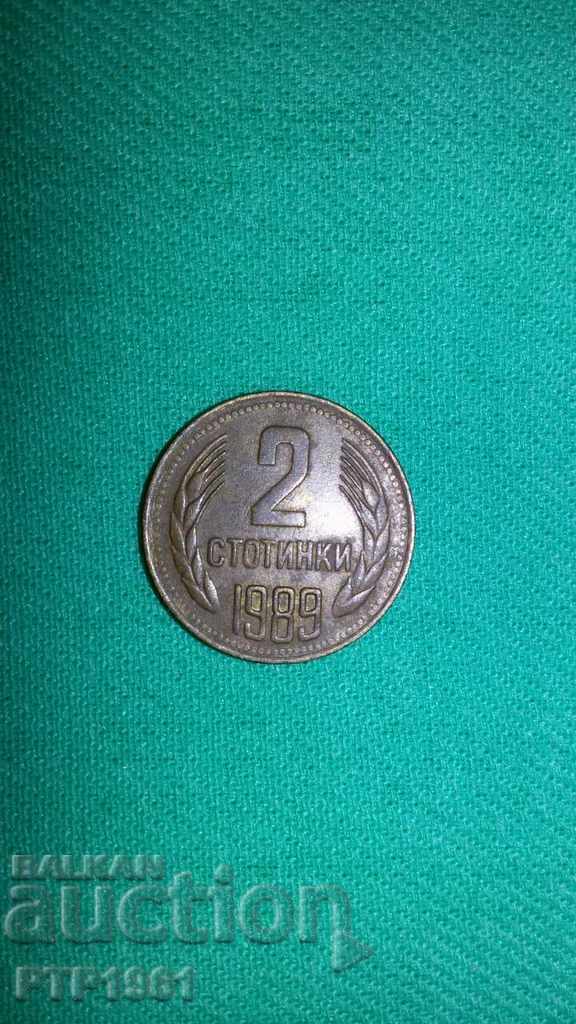 2
СТОТИНКИ
1989
BALKAN
auction
PTP1961